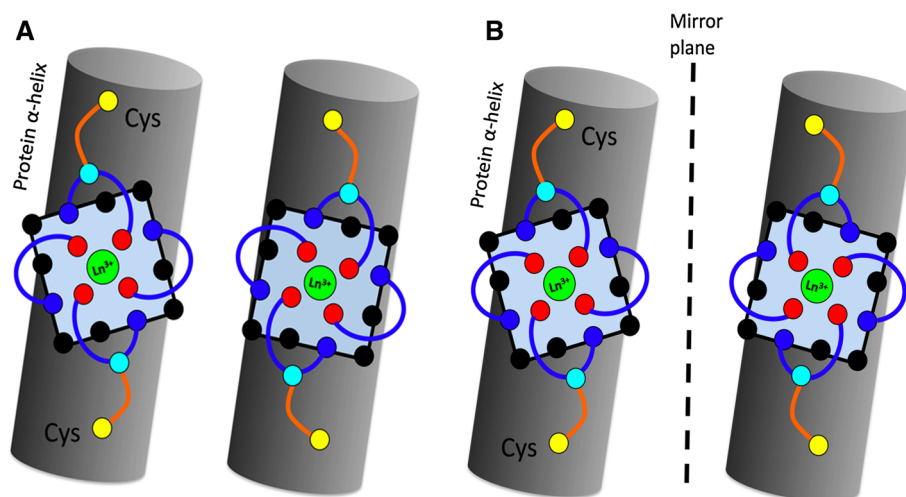 A
Protein α-helix
Cys
Ln³⁺
Cys
Ln³⁺
B
Mirror
plane
Protein α-helix
Cys
Ln³⁺
Cys
Ln³⁺